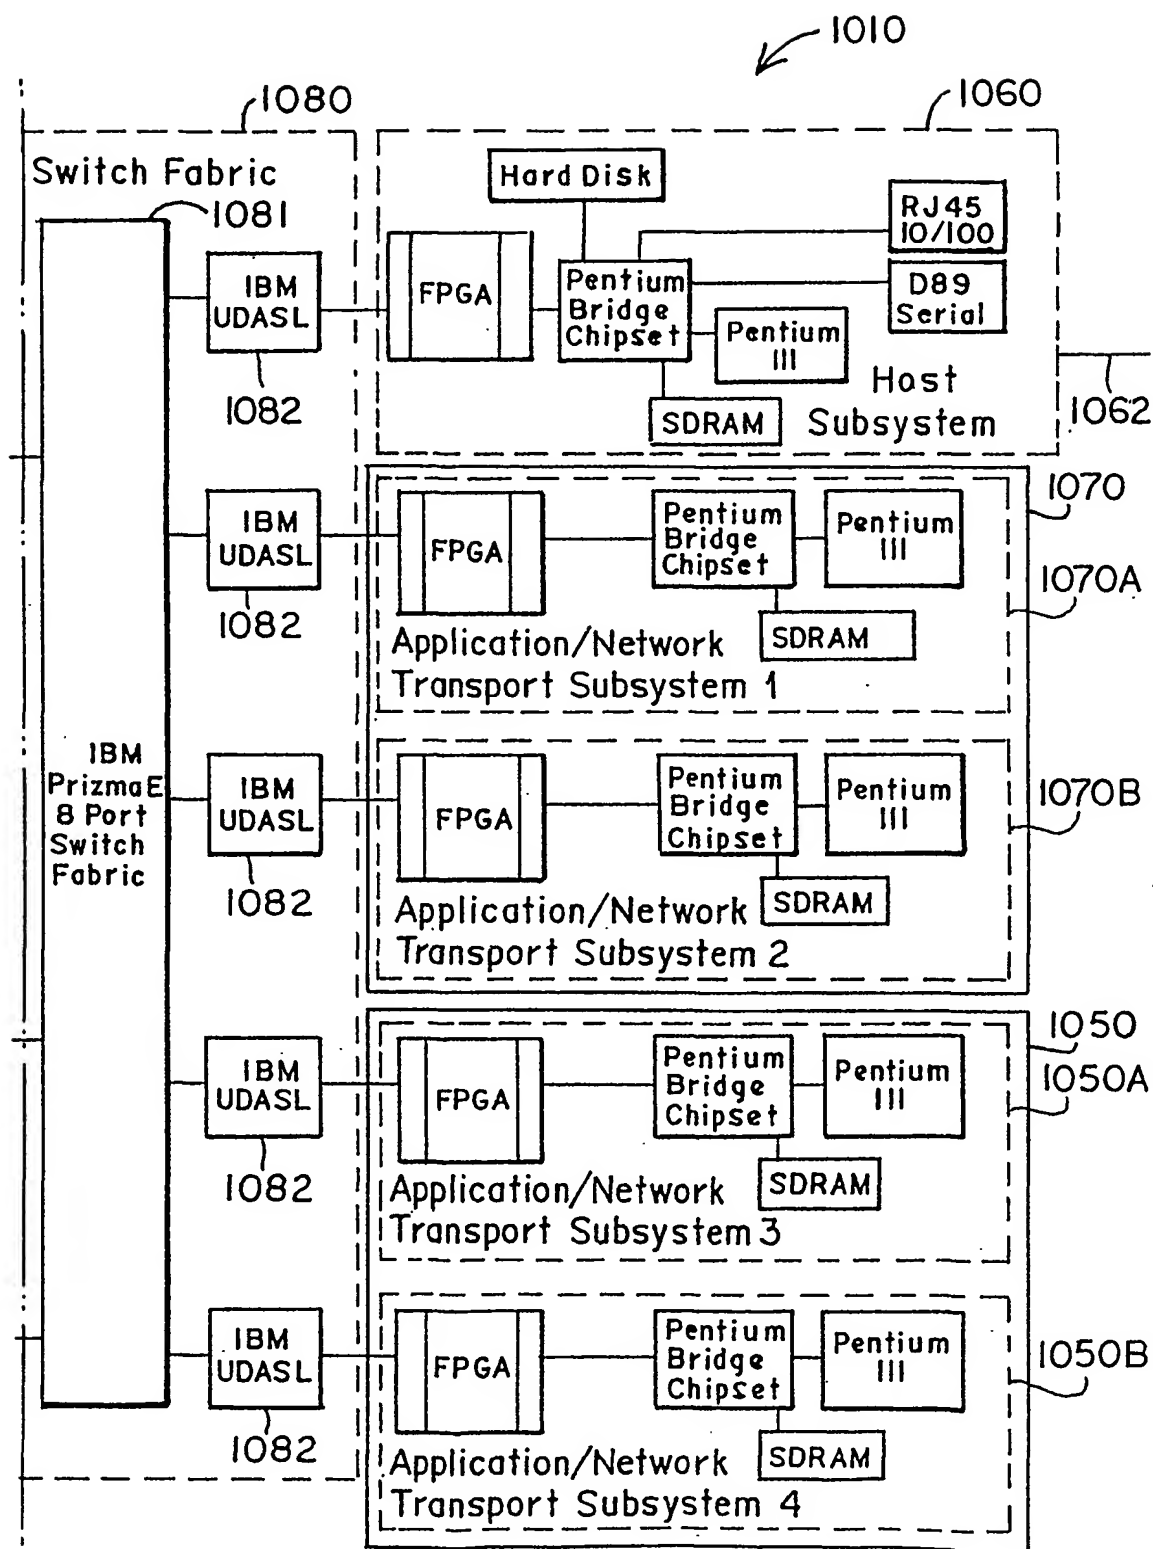 1010
1080
1060
Switch Fabric
1081
Hard Disk
RJ45
10/100
IBM
UDASL
FPGA
Pentium
Bridge
Chipset
D89
Serial
Pentium
III
1082
SDRAM
Host
Subsystem
1062
IBM
UDASL
FPGA
Pentium
Bridge
Chipset
Pentium
III
1070
1070A
1082
SDRAM
Application/Network
Transport Subsystem 1
IBM
PrizmaE
8 Port
Switch
Fabric
IBM
UDASL
FPGA
Pentium
Bridge
Chipset
Pentium
III
1070B
1082
SDRAM
Application/Network
Transport Subsystem 2
IBM
UDASL
FPGA
Pentium
Bridge
Chipset
Pentium
III
1050
1050A
1082
SDRAM
Application/Network
Transport Subsystem 3
IBM
UDASL
FPGA
Pentium
Bridge
Chipset
Pentium
III
1050B
1082
SDRAM
Application/Network
Transport Subsystem 4